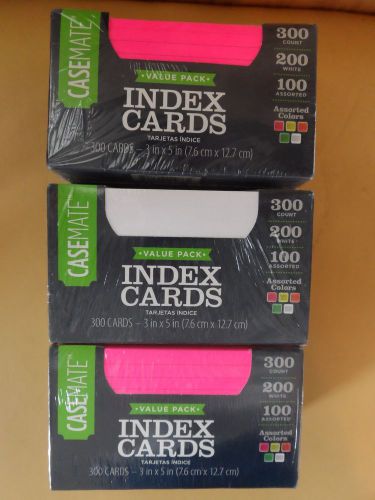 CASEMATE
VALUE PACK
INDEX
CARDS
TARJETAS ÍNDICE
300 CARDS – 3 in x 5 in (7.6 cm x 12.7 cm)
300
COUNT
200
WHITE
100
ASSORTED
Assorted
Colors
CASEMATE™
VALUE PACK
INDEX
CARDS
TARJETAS ÍNDICE
300 CARDS – 3 in x 5 in (7.6 cm x 12.7 cm)
300
COUNT
200
WHITE
100
ASSORTED
Assorted
Colors
CASEMATE™
VALUE PACK
INDEX
CARDS
TARJETAS ÍNDICE
300 CARDS – 3 in x 5 in (7.6 cm x 12.7 cm)
300
COUNT
200
WHITE
100
ASSORTED
Assorted
Colors